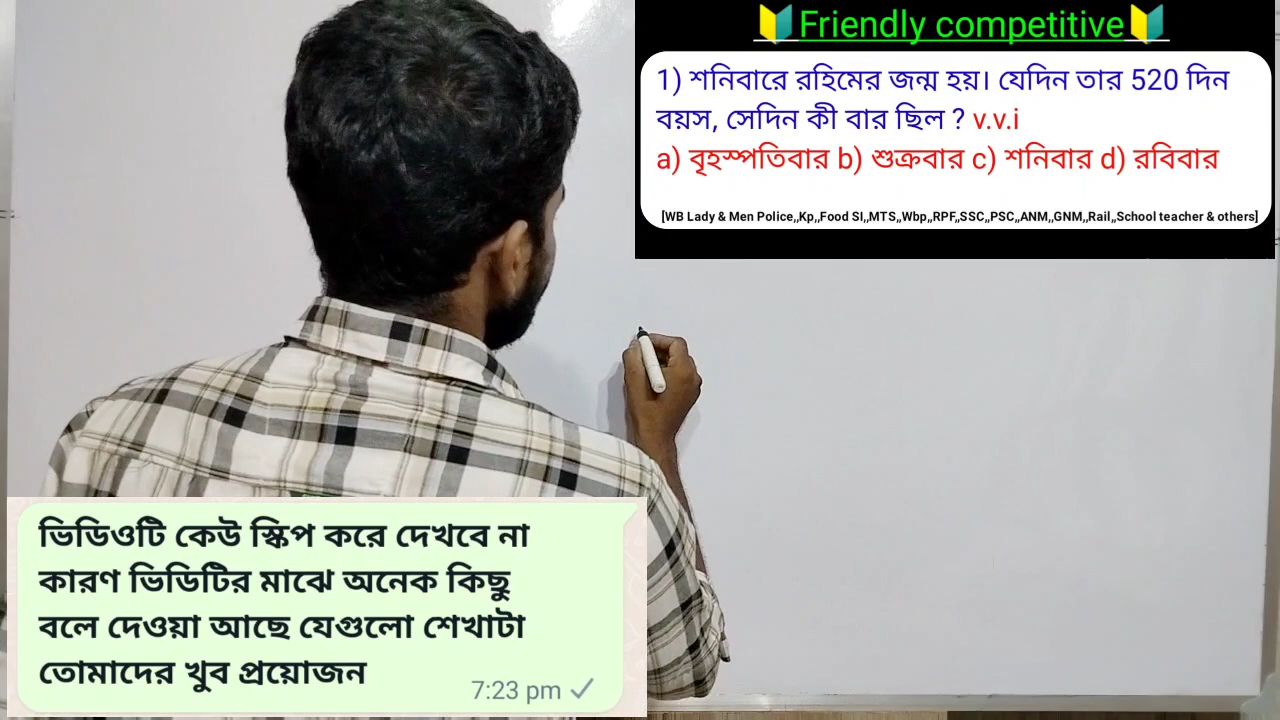 🔰Friendly competitive🔰
1) শনিবারে রহিমের জন্ম হয়। যেদিন তার 520 দিন
বয়স, সেদিন কী বার ছিল ? v.v.i
a) বৃহস্পতিবার b) শুক্রবার c) শনিবার d) রবিবার
[WB Lady & Men Police,,Kp,,Food SI,,MTS,,Wbp,,RPF,,SSC,,PSC,,ANM,,GNM,,Rail,,School teacher & others]
ভিডিওটি কেউ স্কিপ করে দেখবে না
কারণ ভিডিটির মাঝে অনেক কিছু
বলে দেওয়া আছে যেগুলো শেখাটা
তোমাদের খুব প্রয়োজন
7:23 pm